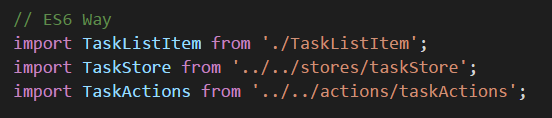 // ES6 Way
import TaskListItem from './TaskListItem';
import TaskStore from '../../stores/taskStore';
import TaskActions from '../../actions/taskActions';